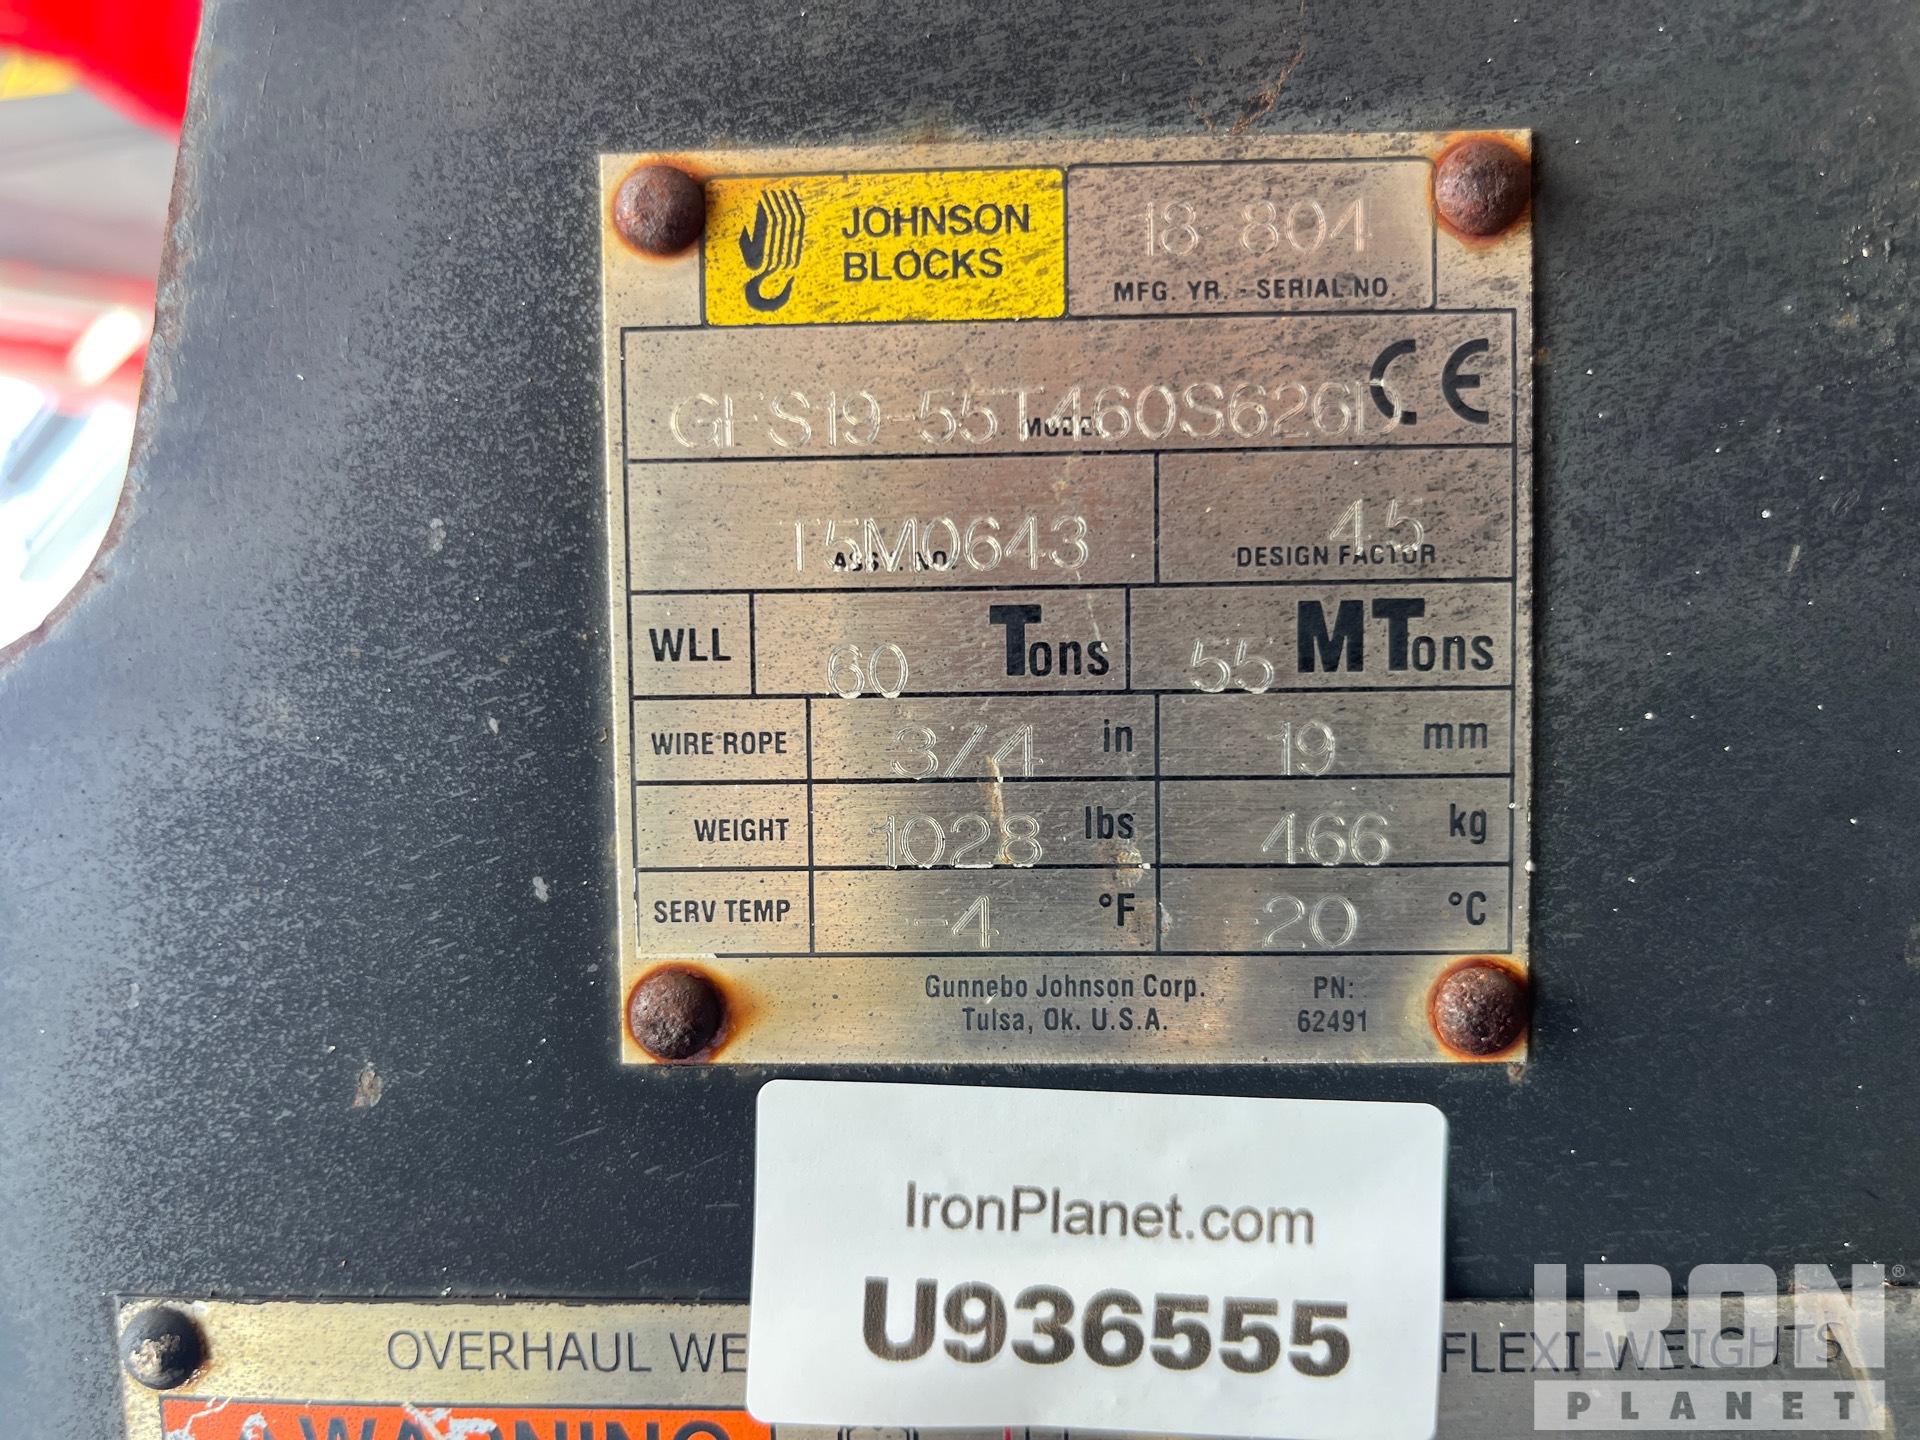 JOHNSON
BLOCKS
18 804
MFG. YR. - SERIAL NO.
CE
GFS19-55T460S626D
MODEL
T5M0643
ASSY. NO.
4.5
DESIGN FACTOR
WLL 60 Tons 55 MTons
WIRE ROPE 3/4 in 19 mm
WEIGHT 1028 lbs 466 kg
SERV TEMP -4 °F -20 °C
Gunnebo Johnson Corp.
Tulsa, Ok. U.S.A.
PN:
62491
IronPlanet.com
U936555
OVERHAUL WE
FLEXI-WEIGHTS
WARNING
IRON®
PLANET